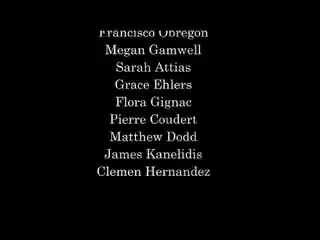 Francisco Obregon
Megan Gamwell
Sarah Attias
Grace Ehlers
Flora Gignac
Pierre Coudert
Matthew Dodd
James Kanelidis
Clemen Hernandez